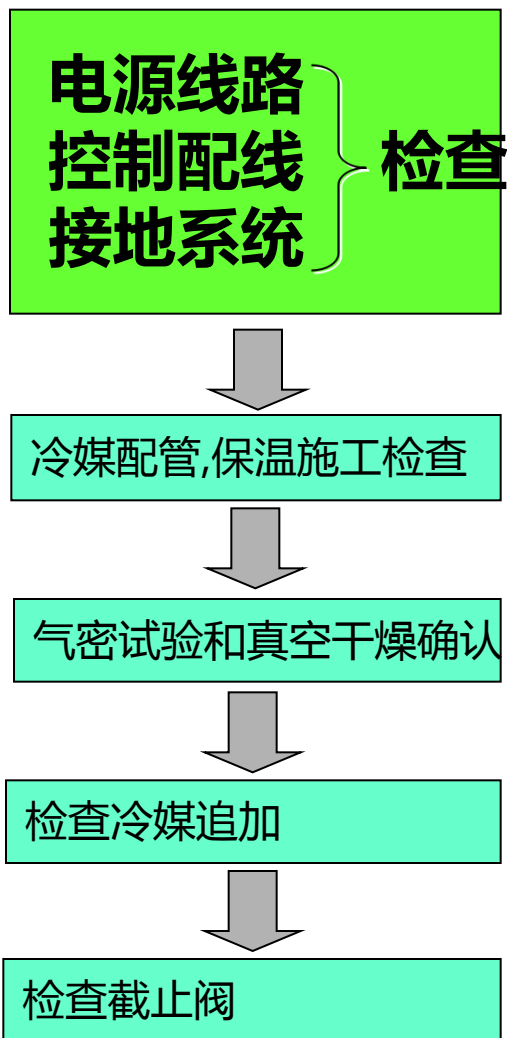 电源线路
控制配线
接地系统
检查
冷媒配管,保温施工检查
气密试验和真空干燥确认
检查冷媒追加
检查截止阀